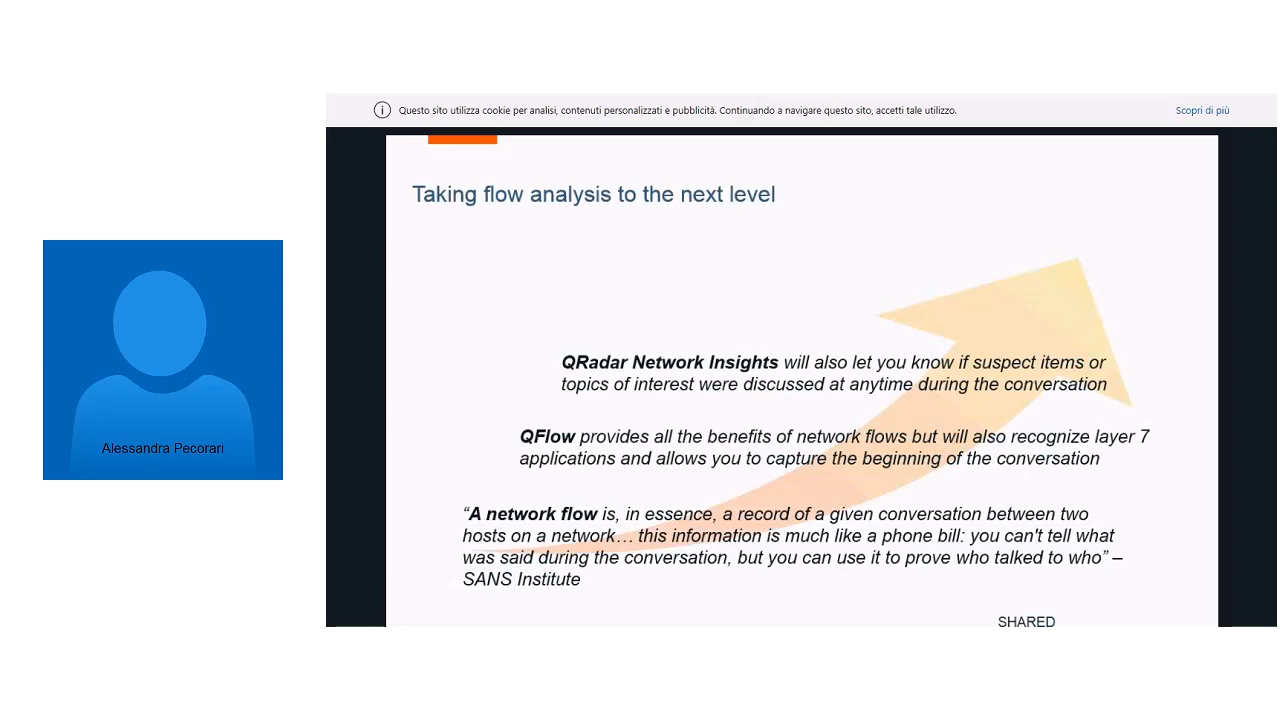 Questo sito utilizza cookie per analisi, contenuti personalizzati e pubblicità. Continuando a navigare questo sito, accetti tale utilizzo.
Scopri di più
Taking flow analysis to the next level
QRadar Network Insights will also let you know if suspect items or
topics of interest were discussed at anytime during the conversation
QFlow provides all the benefits of network flows but will also recognize layer 7
applications and allows you to capture the beginning of the conversation
“A network flow is, in essence, a record of a given conversation between two
hosts on a network… this information is much like a phone bill: you can't tell what
was said during the conversation, but you can use it to prove who talked to who” –
SANS Institute
SHARED
Alessandra Pecorari